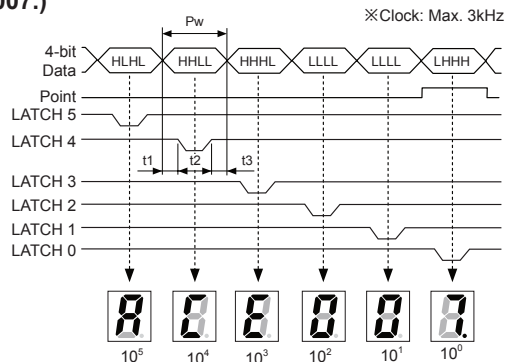 007.)
※Clock: Max. 3kHz
Pw
4-bit Data HLHL HHLL HHHL LLLL LLLL LHHH
Point
LATCH 5
LATCH 4
t1 t2 t3
LATCH 3
LATCH 2
LATCH 1
LATCH 0
A C E 0 0 7.
10⁵ 10⁴ 10³ 10² 10¹ 10⁰